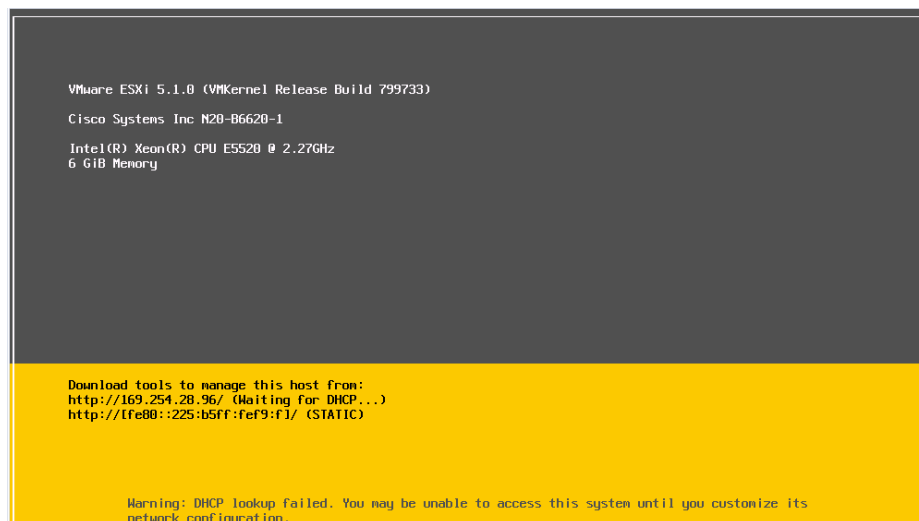 VMware ESXi 5.1.0 (VMKernel Release Build 799733)
Cisco Systems Inc N20-B6620-1
Intel(R) Xeon(R) CPU E5520 @ 2.27GHz
6 GiB Memory
Download tools to manage this host from:
http://169.254.28.96/ (Waiting for DHCP...)
http://[fe80::225:b5ff:fef9:f]/ (STATIC)
Warning: DHCP lookup failed. You may be unable to access this system until you customize its
network configuration.